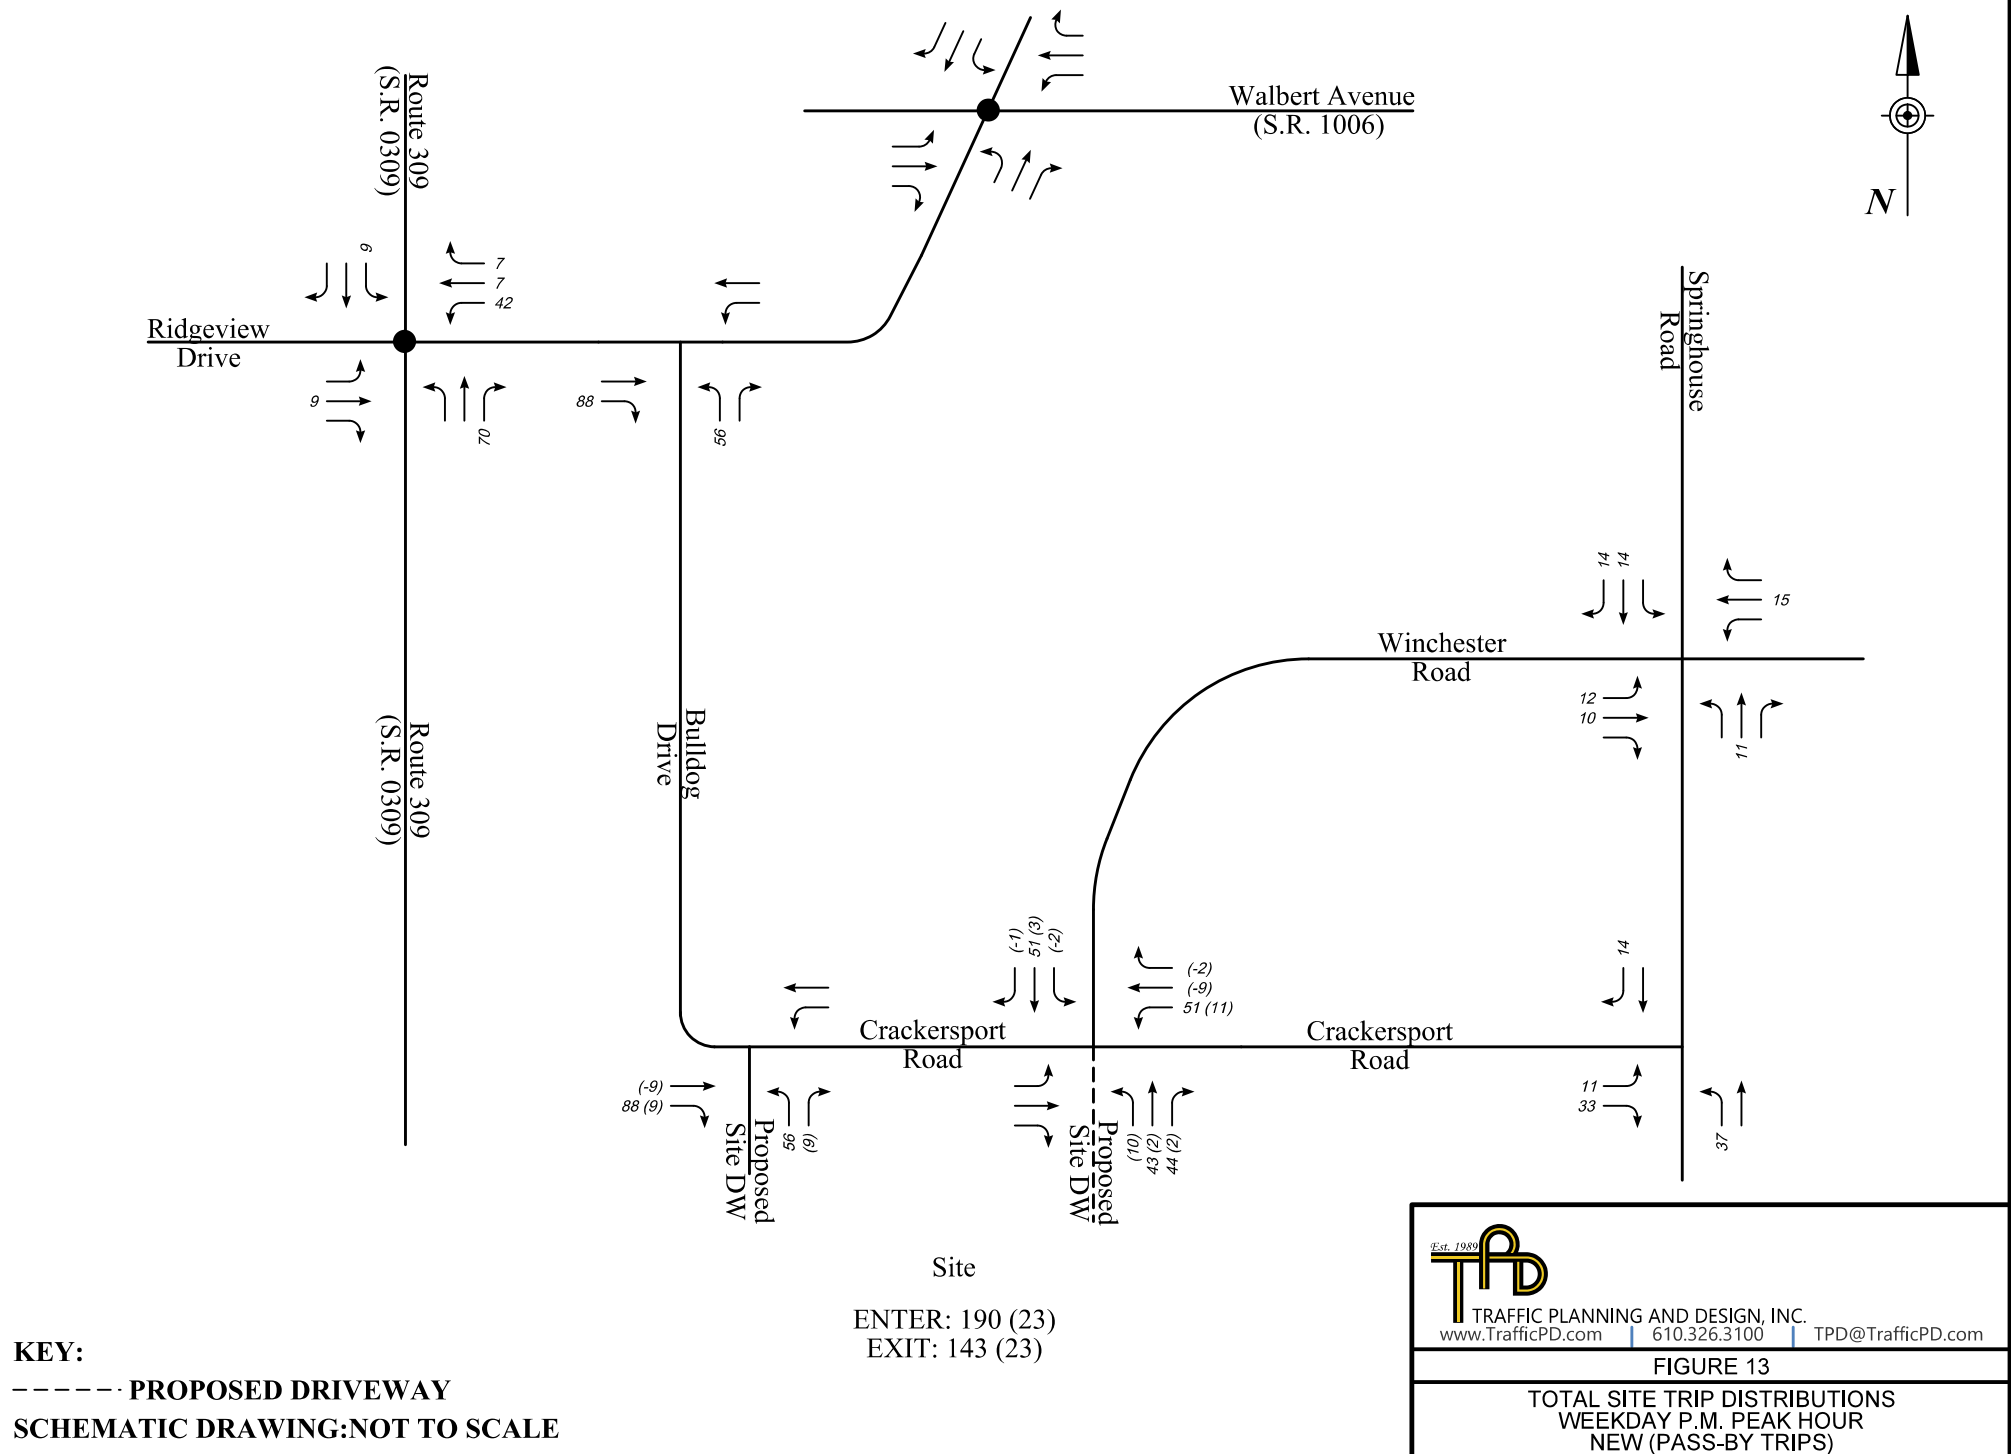 Route 309
(S.R. 0309)
Walbert Avenue
(S.R. 1006)
N
9
7
7
42
Ridgeview
Drive
9
70
88
56
Springhouse
Road
14
14
15
Winchester
Road
12
10
11
Route 309
(S.R. 0309)
Bulldog
Drive
(-1)
51 (3)
(-2)
(-2)
(-9)
51 (11)
14
Crackersport
Road
Crackersport
Road
(-9)
88 (9)
56
(9)
Proposed
Site DW
(10)
43 (2)
44 (2)
Proposed
Site DW
11
33
37
Site
ENTER: 190 (23)
EXIT: 143 (23)
KEY:
PROPOSED DRIVEWAY
SCHEMATIC DRAWING:NOT TO SCALE
Est. 1989
TPD
TRAFFIC PLANNING AND DESIGN, INC.
www.TrafficPD.com | 610.326.3100 | TPD@TrafficPD.com
FIGURE 13
TOTAL SITE TRIP DISTRIBUTIONS
WEEKDAY P.M. PEAK HOUR
NEW (PASS-BY TRIPS)